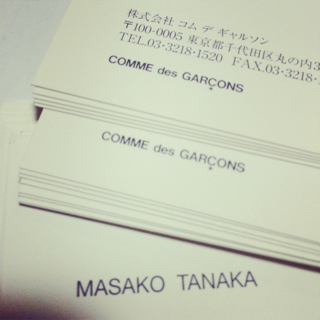 株式会社 コム デ ギャルソン
〒100-0005 東京都千代田区丸の内3
TEL.03-3218-1520 FAX.03-3218-1
COMME des GARÇONS
COMME des GARÇONS
MASAKO TANAKA